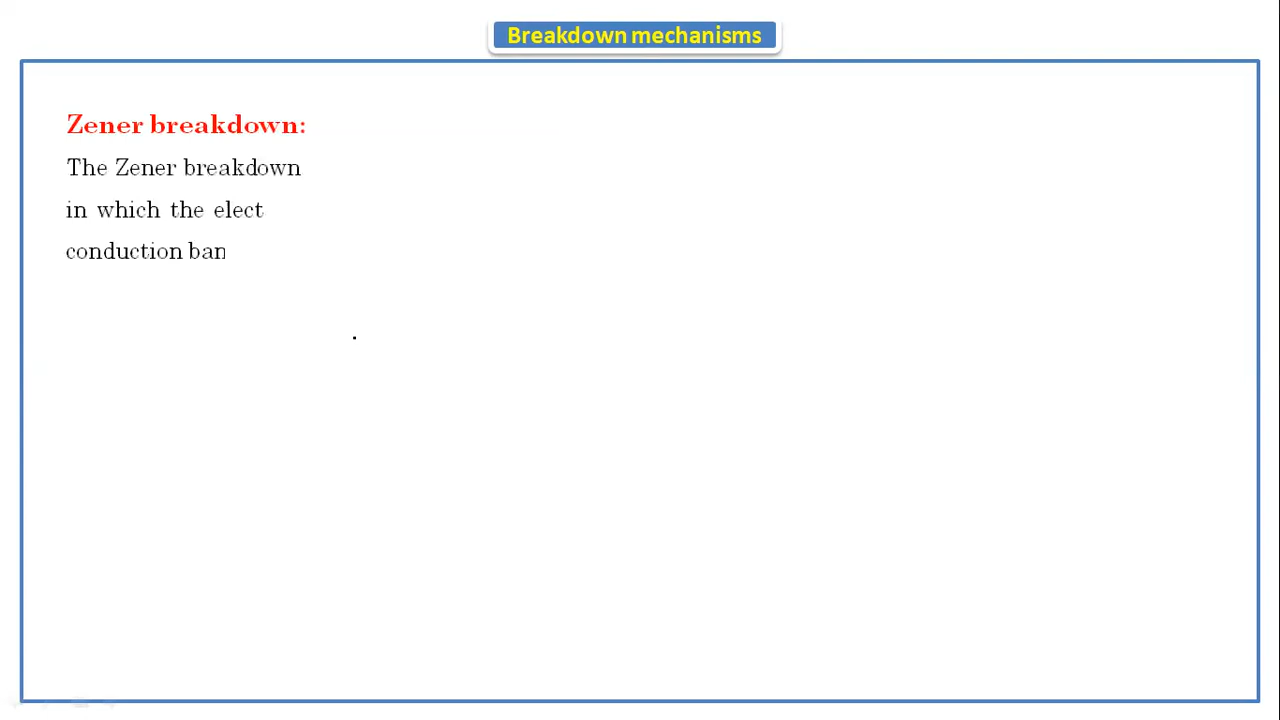 Breakdown mechanisms
Zener breakdown:
The Zener breakdown
in which the elect
conduction ban